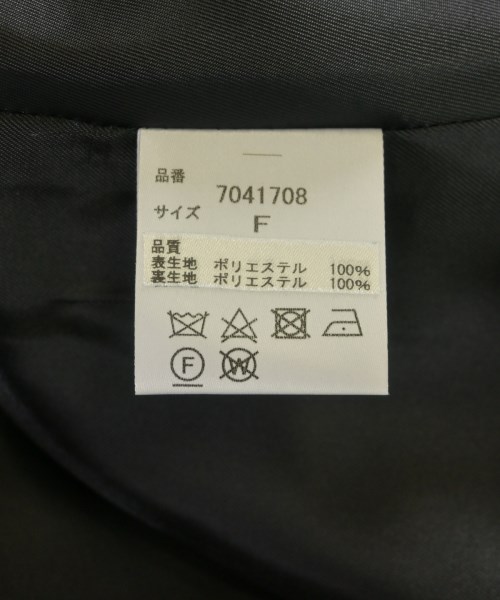 品番 7041708
サイズ F
品質
表生地 ポリエステル 100%
裏生地 ポリエステル 100%
F W